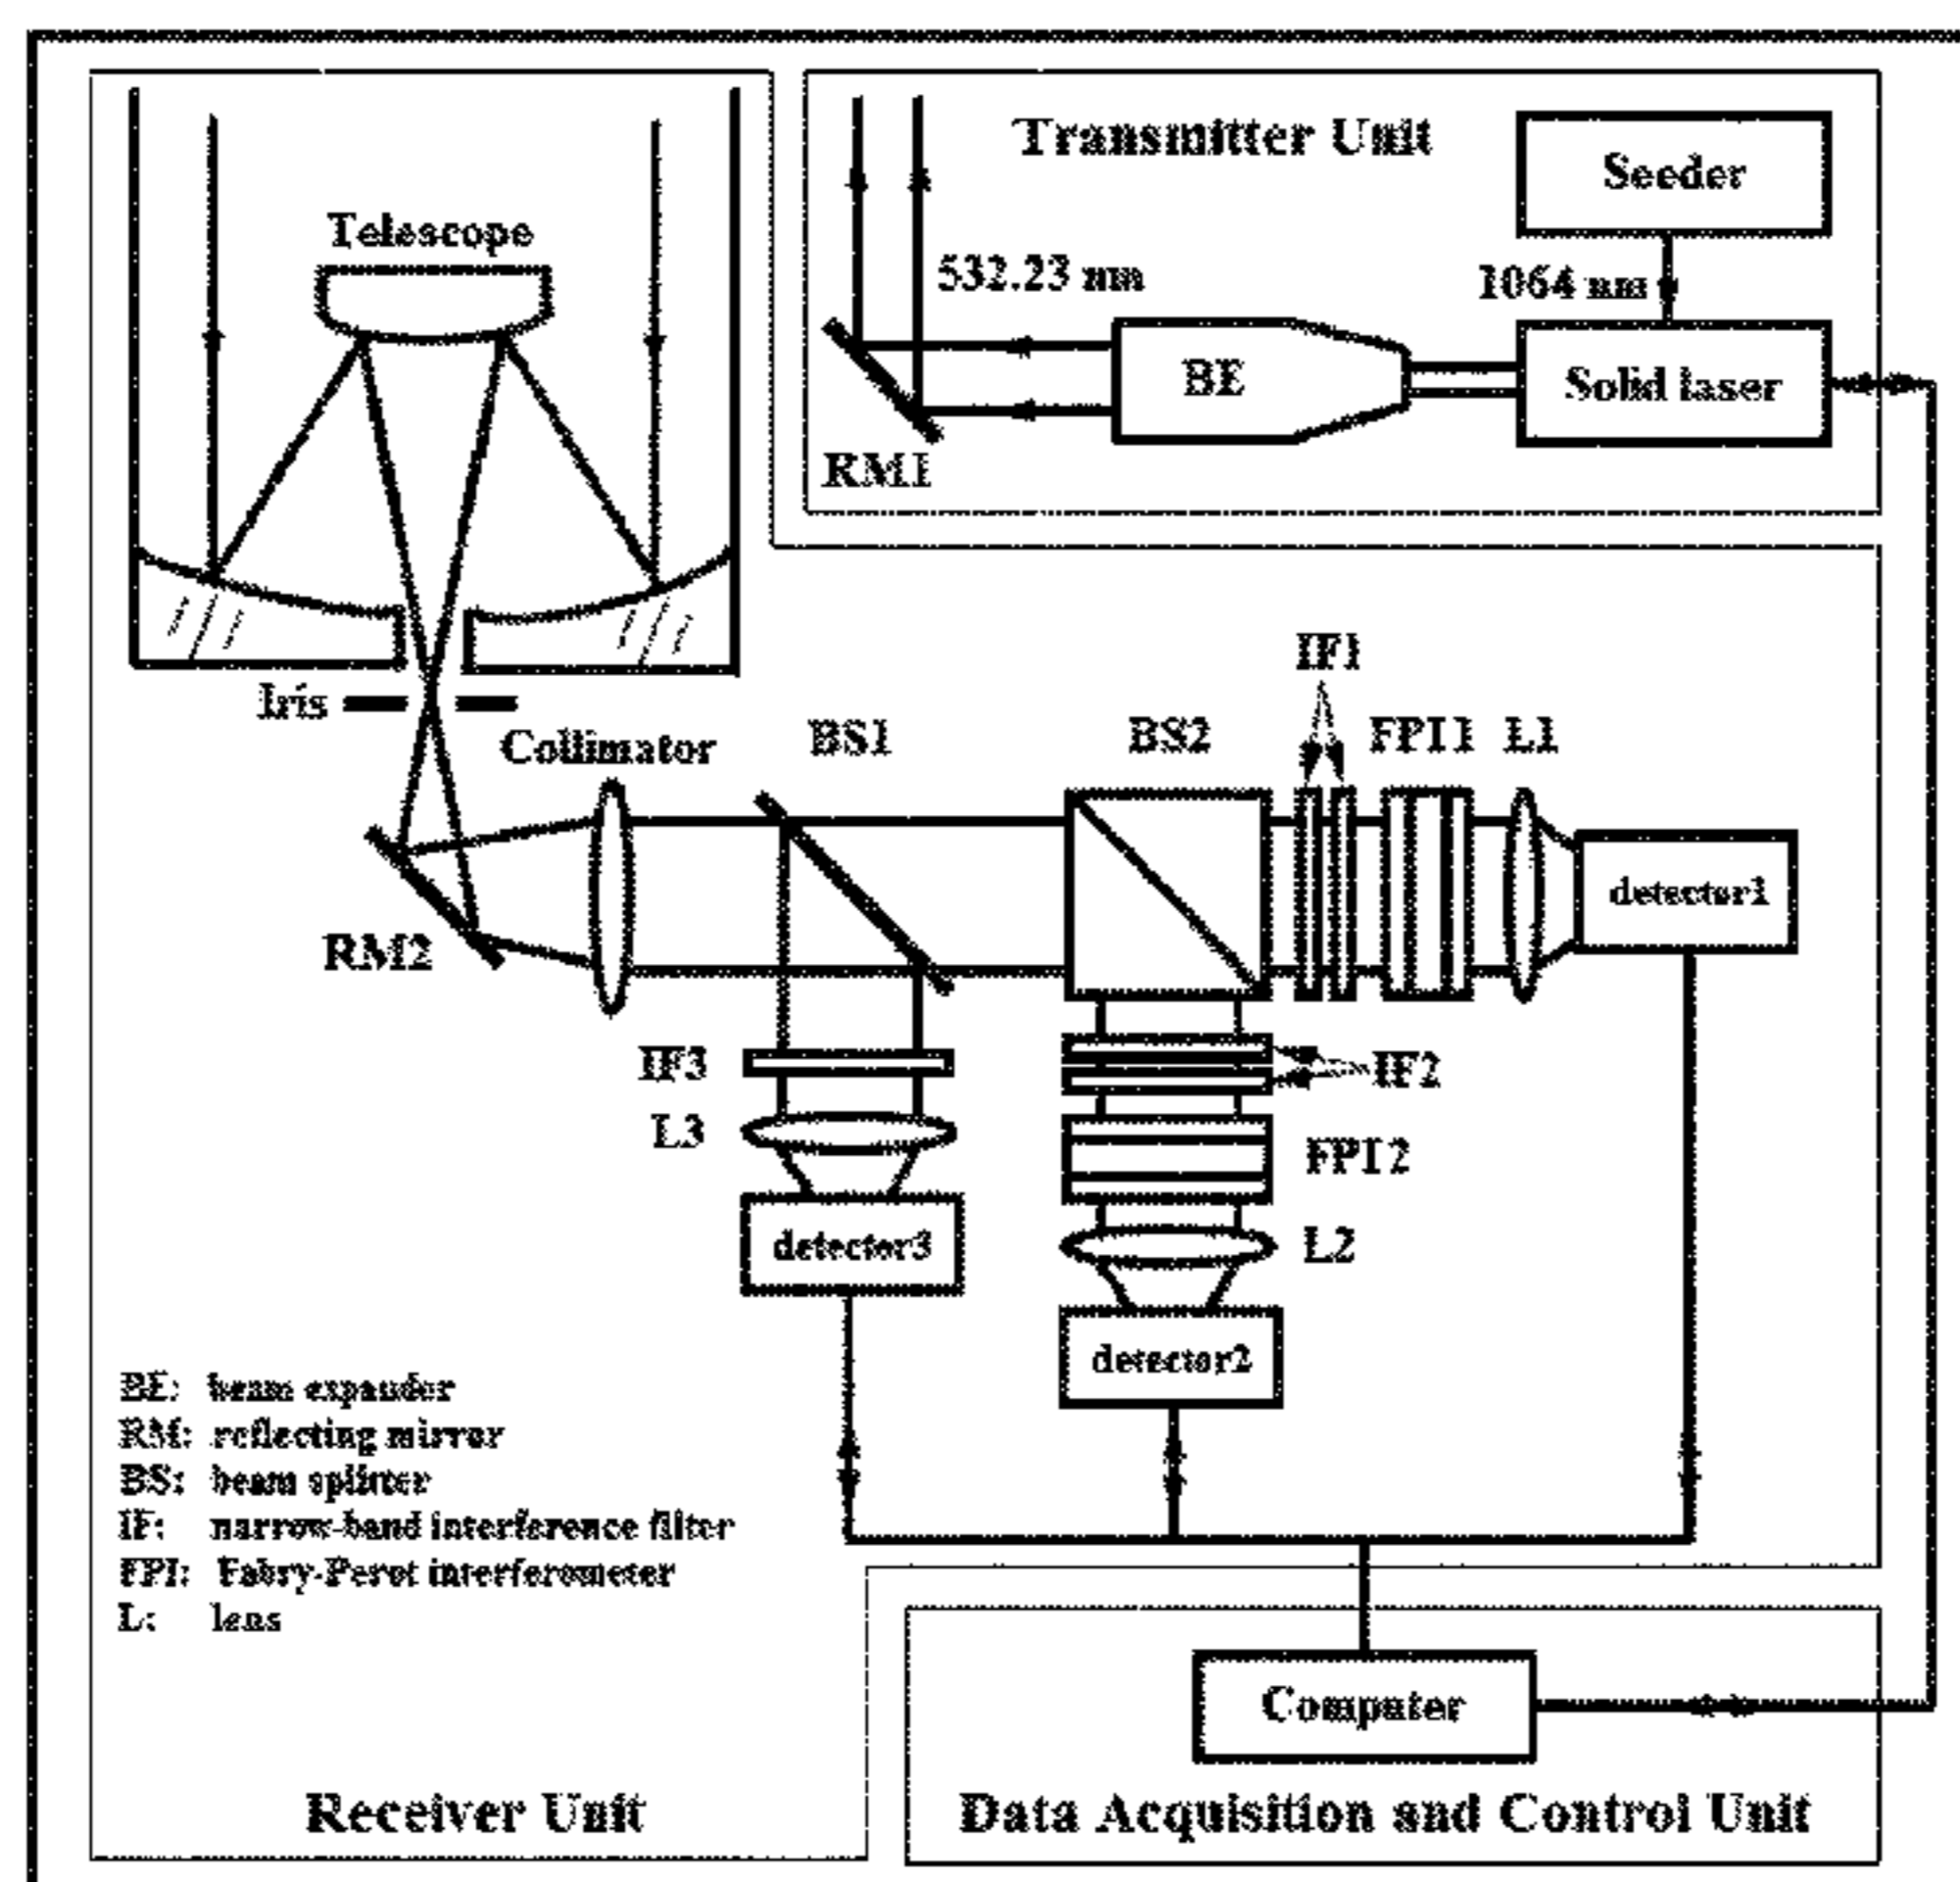 Transmitter Unit
Seeder
Telescope
532.23 nm
1064 nm
BE
Solid laser
RM1
Iris
IF1
Collimator
BS1
BS2
FPI1
L1
detector1
RM2
IF3
IF2
L3
FPI2
detector3
L2
detector2
BE: beam expander
RM: reflecting mirror
BS: beam splitter
IF: narrow-band interference filter
FPI: Fabry-Perot interferometer
L: lens
Computer
Receiver Unit
Data Acquisition and Control Unit